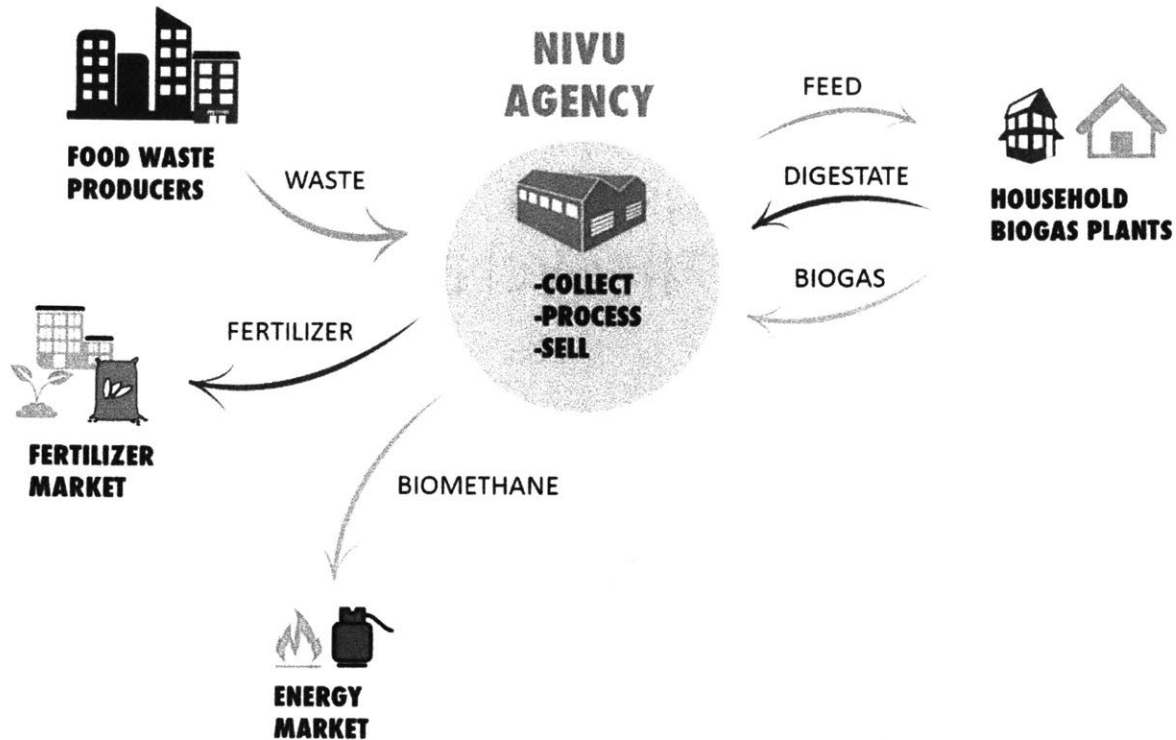 NIVU
AGENCY
FOOD WASTE
PRODUCERS
WASTE
FEED
DIGESTATE
BIOGAS
HOUSEHOLD
BIOGAS PLANTS
-COLLECT
-PROCESS
-SELL
FERTILIZER
FERTILIZER
MARKET
BIOMETHANE
ENERGY
MARKET